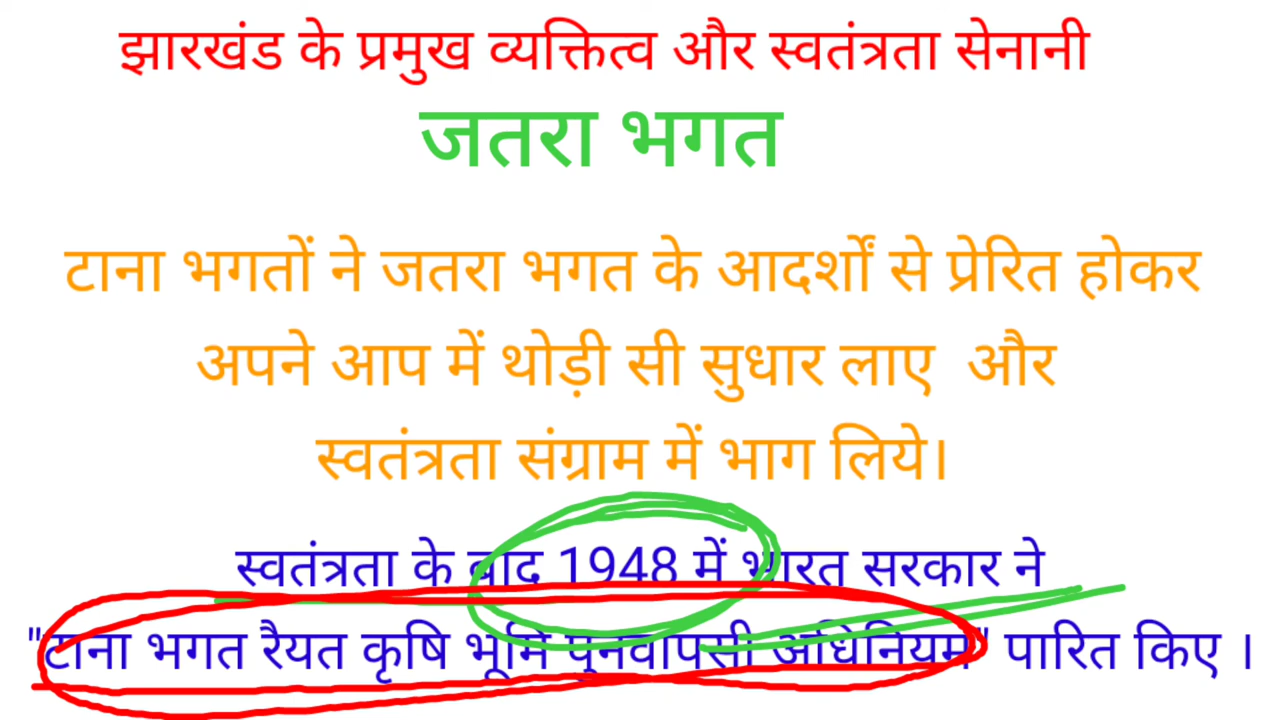 झारखंड के प्रमुख व्यक्तित्व और स्वतंत्रता सेनानी
जतरा भगत
टाना भगतों ने जतरा भगत के आदर्शों से प्रेरित होकर
अपने आप में थोड़ी सी सुधार लाए और
स्वतंत्रता संग्राम में भाग लिये।
स्वतंत्रता के बाद 1948 में भारत सरकार ने
"टाना भगत रैयत कृषि भूमि पुनर्वापसी अधिनियम" पारित किए ।